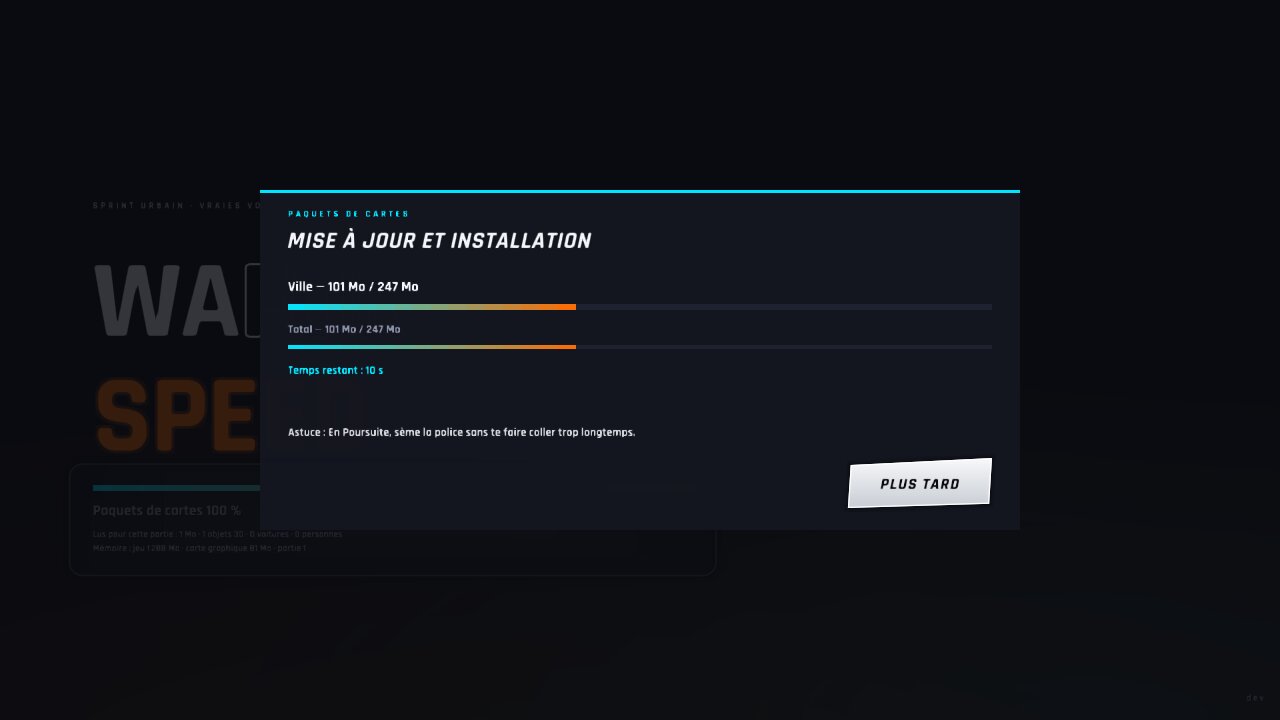 SPRINT URBAIN · VRAIES VO
PAQUETS DE CARTES
MISE À JOUR ET INSTALLATION
WA
Ville — 101 Mo / 247 Mo
Total — 101 Mo / 247 Mo
Temps restant : 10 s
SPEED
Astuce : En Poursuite, sème la police sans te faire coller trop longtemps.
PLUS TARD
Paquets de cartes 100 %
Lus pour cette partie : 1 Mo · 1 objets 3D · 0 voitures · 0 personnes
Mémoire : jeu 1 200 Mo · carte graphique 81 Mo · partie 1
dev